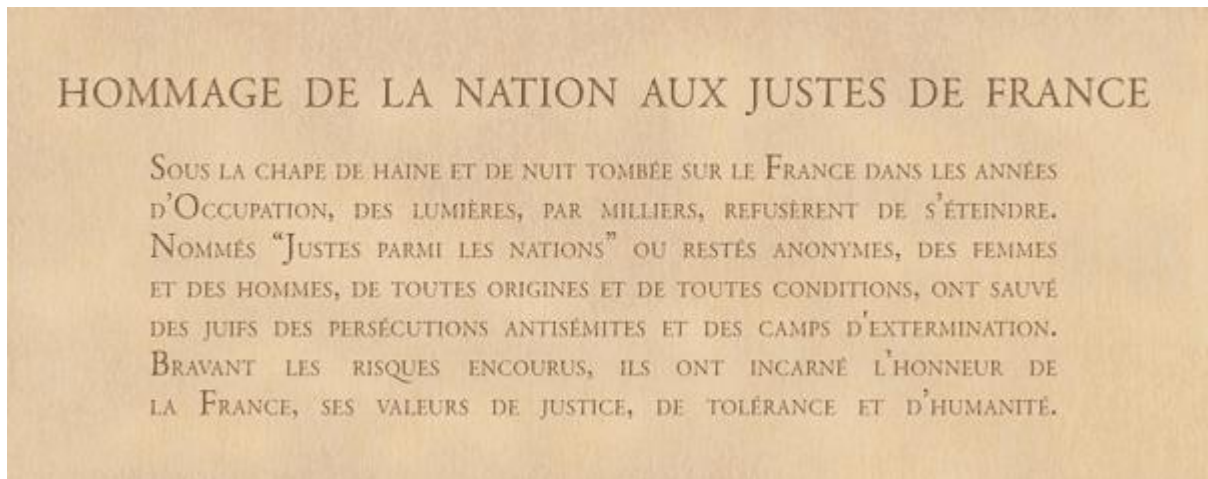 HOMMAGE DE LA NATION AUX JUSTES DE FRANCE
SOUS LA CHAPE DE HAINE ET DE NUIT TOMBÉE SUR LE FRANCE DANS LES ANNÉES
D'OCCUPATION, DES LUMIÈRES, PAR MILLIERS, REFUSÈRENT DE S'ÉTEINDRE.
NOMMÉS “JUSTES PARMI LES NATIONS” OU RESTÉS ANONYMES, DES FEMMES
ET DES HOMMES, DE TOUTES ORIGINES ET DE TOUTES CONDITIONS, ONT SAUVÉ
DES JUIFS DES PERSÉCUTIONS ANTISÉMITES ET DES CAMPS D'EXTERMINATION.
BRAVANT LES RISQUES ENCOURUS, ILS ONT INCARNÉ L'HONNEUR DE
LA FRANCE, SES VALEURS DE JUSTICE, DE TOLÉRANCE ET D'HUMANITÉ.